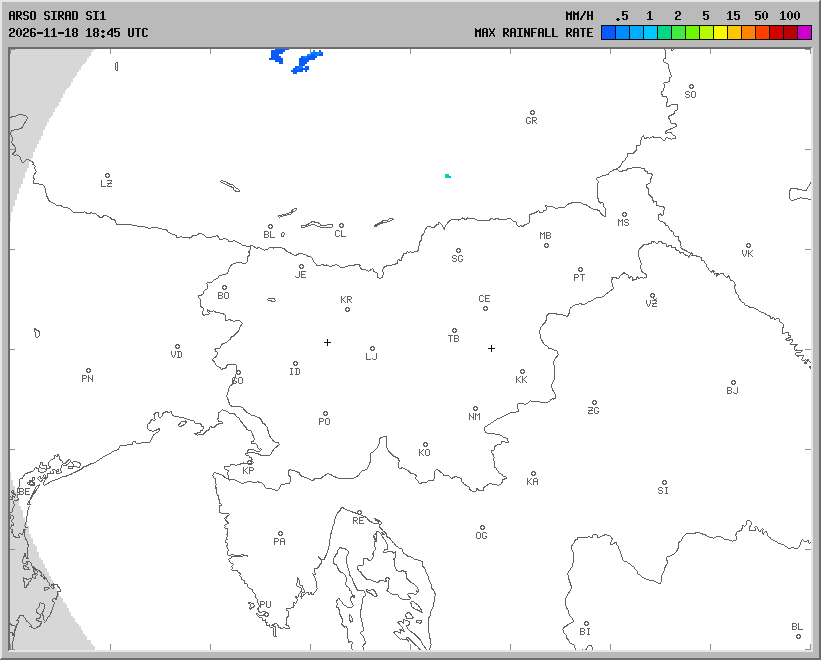 ARSO SIRAD SI1
MM/H .5 1 2 5 15 50 100
2026-11-18 18:45 UTC
MAX RAINFALL RATE
SO
GR
LZ
MS
BL
CL
MB
VK
SG
JE
PT
BO
KR
CE
VZ
TB
VD
LJ
ID
PN
GO
KK
BJ
NM
ZG
PO
KO
KP
KA
BE
SI
RE
OG
PA
PU
BI
BL